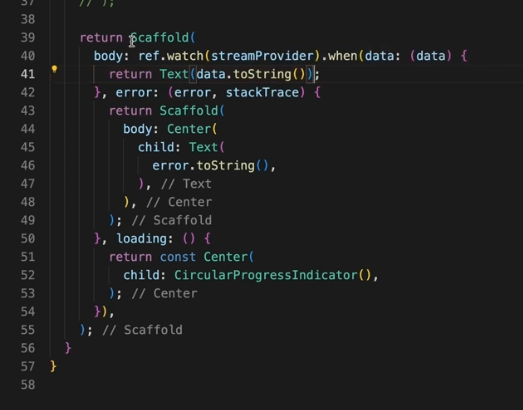 37 // );
38
39 return Scaffold(
40 body: ref.watch(streamProvider).when(data: (data) {
41 return Text(data.toString());
42 }, error: (error, stackTrace) {
43 return Scaffold(
44 body: Center(
45 child: Text(
46 error.toString(),
47 ), // Text
48 ), // Center
49 ); // Scaffold
50 }, loading: () {
51 return const Center(
52 child: CircularProgressIndicator(),
53 ); // Center
54 }),
55 ); // Scaffold
56 }
57 }
58